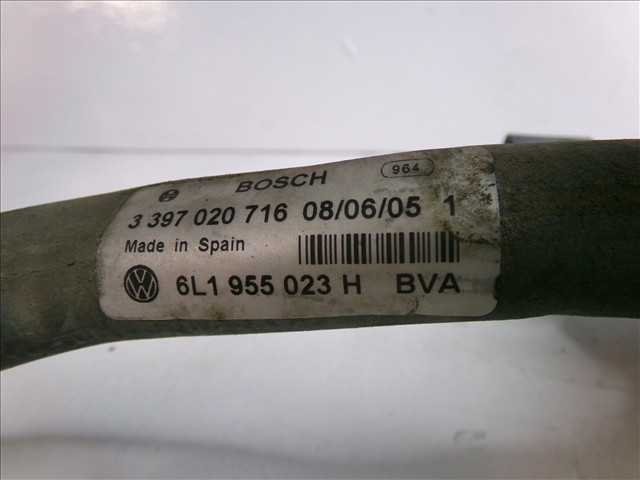 BOSCH 964
3 397 020 716 08/06/05 1
Made in Spain
6L1 955 023 H BVA